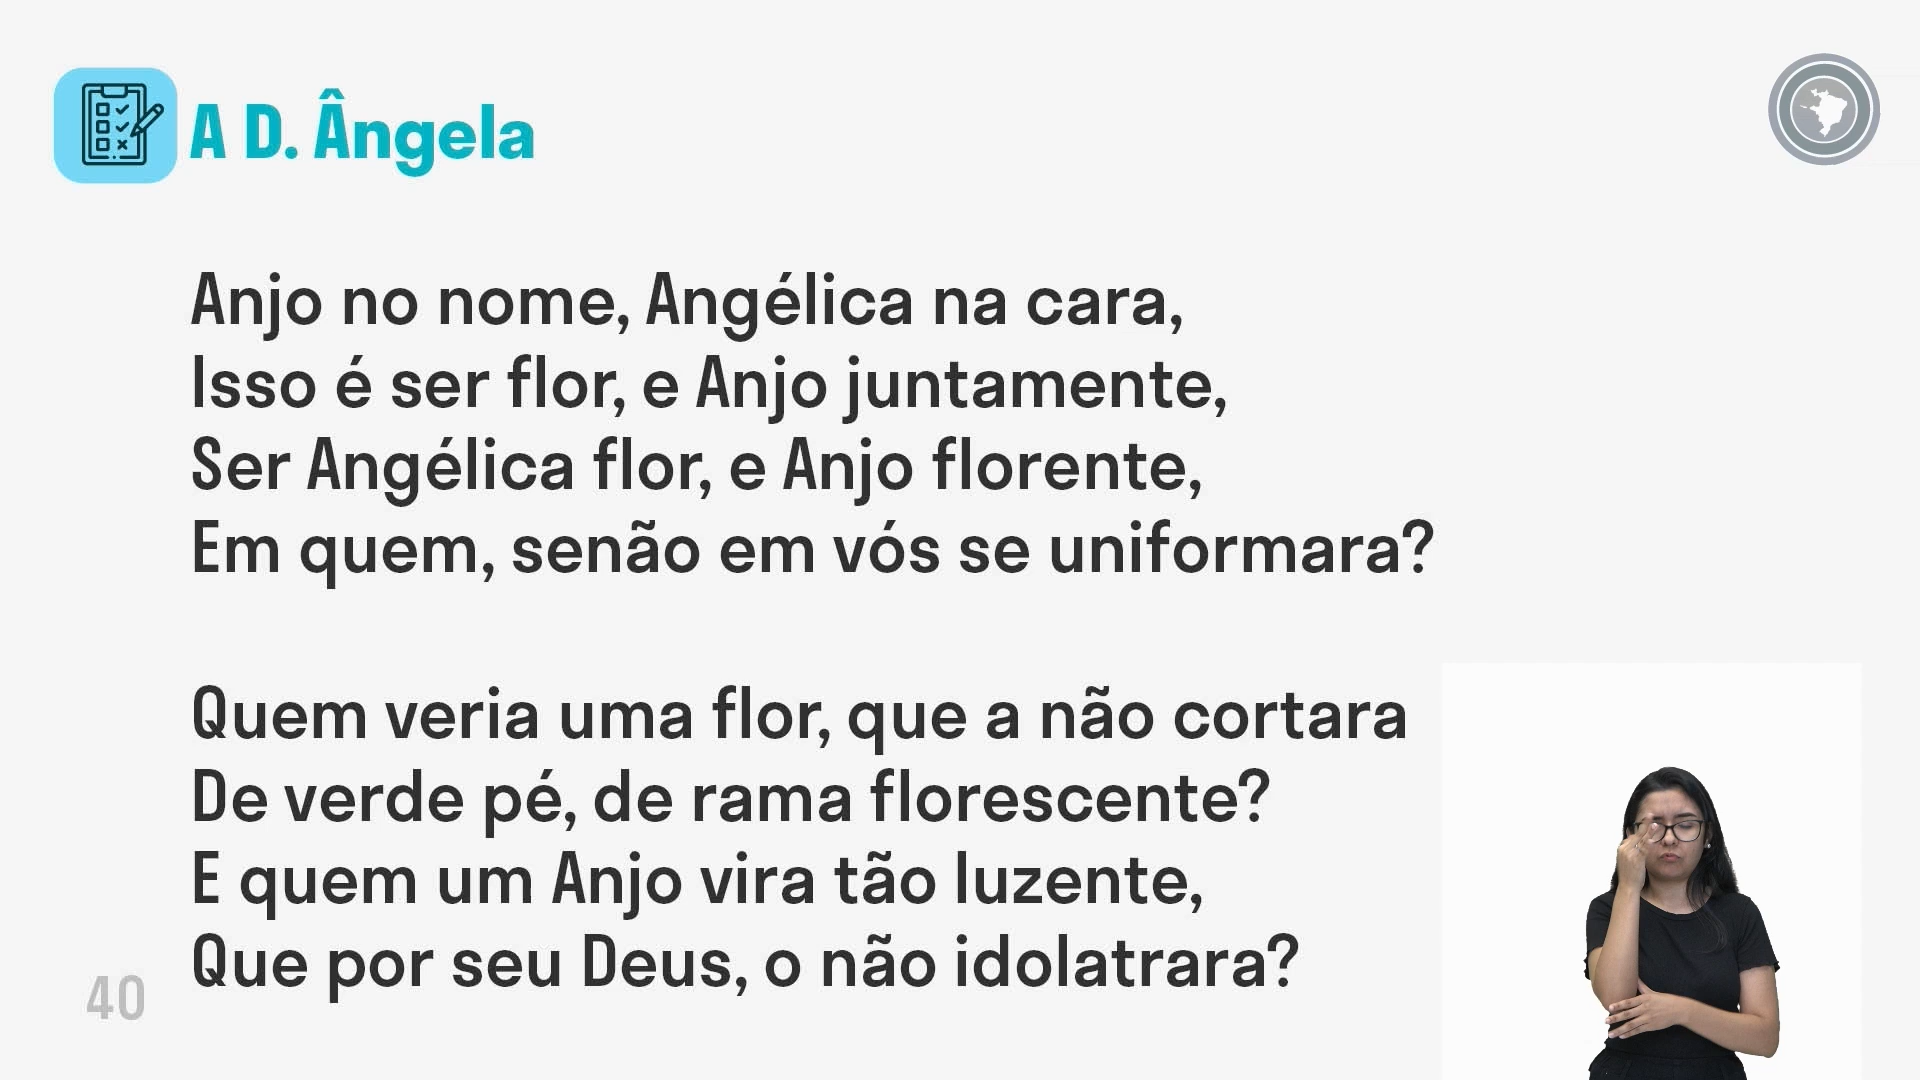 A D. Ângela
Anjo no nome, Angélica na cara,
Isso é ser flor, e Anjo juntamente,
Ser Angélica flor, e Anjo florente,
Em quem, senão em vós se uniformara?
Quem veria uma flor, que a não cortara
De verde pé, de rama florescente?
E quem um Anjo vira tão luzente,
Que por seu Deus, o não idolatrara?
40